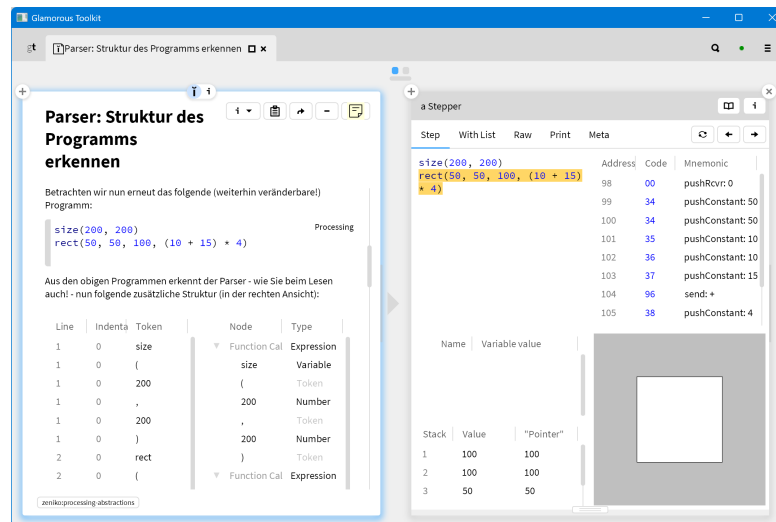 Glamorous Toolkit
gt
Parser: Struktur des Programms erkennen
Parser: Struktur des
Programms
erkennen
Betrachten wir nun erneut das folgende (weiterhin veränderbare!)
Programm:
size(200, 200)
rect(50, 50, 100, (10 + 15) * 4)
Processing
Aus den obigen Programmen erkennt der Parser - wie Sie beim Lesen
auch! - nun folgende zusätzliche Struktur (in der rechten Ansicht):
Line Indenta Token
1 0 size
1 0 (
1 0 200
1 0 ,
1 0 200
1 0 )
2 0 rect
2 0 (
Node Type
Function Cal Expression
size Variable
( Token
200 Number
, Token
200 Number
) Token
Function Cal Expression
zeniko:processing-abstractions
a Stepper
Step With List Raw Print Meta
size(200, 200)
rect(50, 50, 100, (10 + 15)
* 4)
Address Code Mnemonic
98 00 pushRcvr: 0
99 34 pushConstant: 50
100 34 pushConstant: 50
101 35 pushConstant: 10
102 36 pushConstant: 10
103 37 pushConstant: 15
104 96 send: +
105 38 pushConstant: 4
Name Variable value
Stack Value "Pointer"
1 100 100
2 100 100
3 50 50